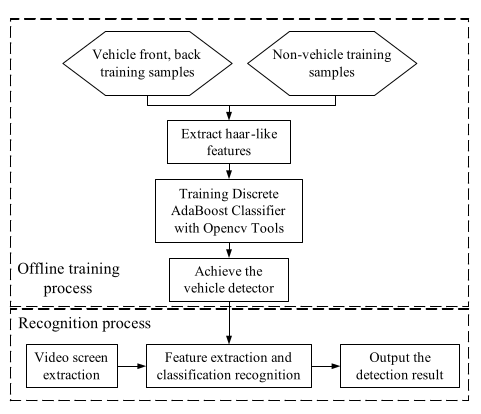 Vehicle front, back
training samples
Non-vehicle training
samples
Extract haar-like
features
Training Discrete
AdaBoost Classifier
with Opencv Tools
Achieve the
vehicle detector
Offline training
process
Recognition process
Video screen
extraction
Feature extraction and
classification recognition
Output the
detection result